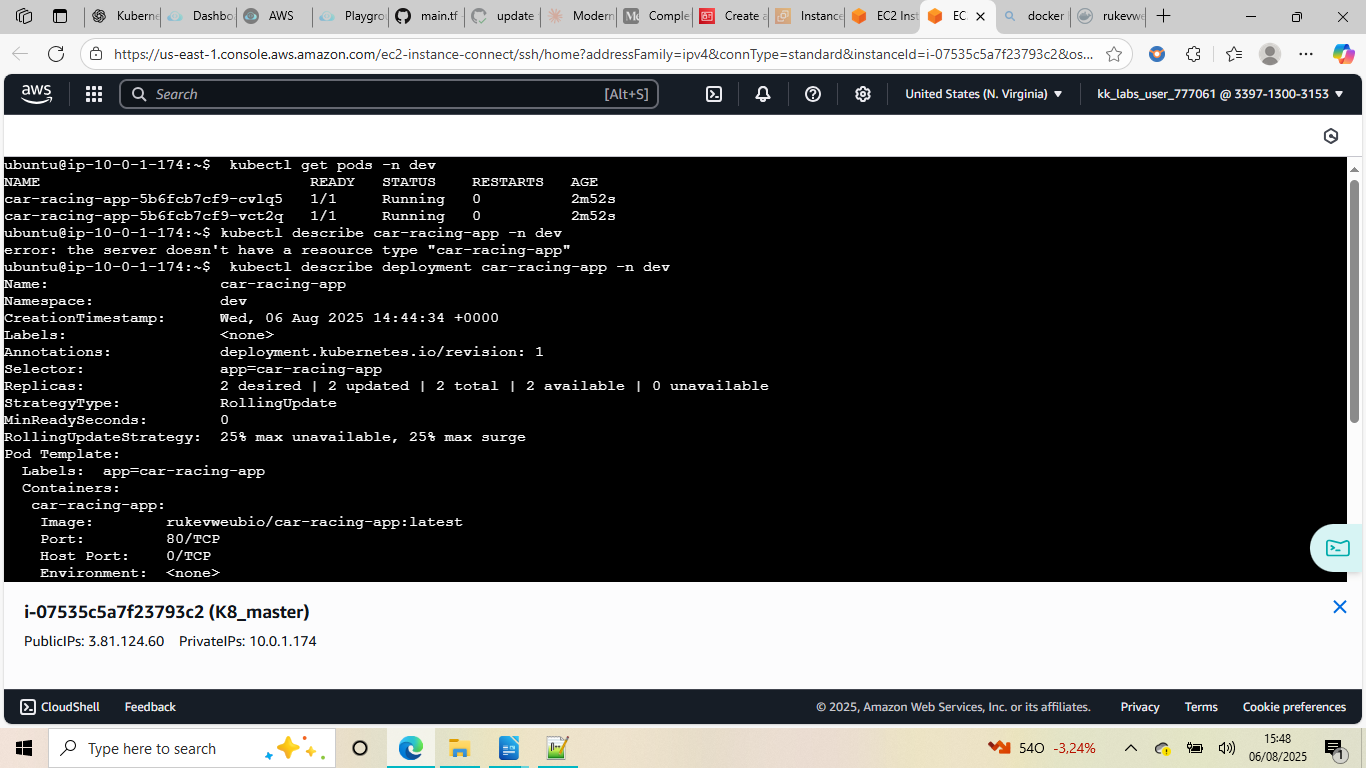 Kuberne
Dashbo
AWS
Playgro
main.tf
update
Modern
Comple
Create a
Instance
EC2 Inst
EC
docker
rukevwe
https://us-east-1.console.aws.amazon.com/ec2-instance-connect/ssh/home?addressFamily=ipv4&connType=standard&instanceId=i-07535c5a7f23793c2&os...
aws
Search
[Alt+S]
United States (N. Virginia)
kk_labs_user_777061 @ 3397-1300-3153
ubuntu@ip-10-0-1-174:~$  kubectl get pods -n dev
NAME                              READY   STATUS    RESTARTS   AGE
car-racing-app-5b6fcb7cf9-cvlq5   1/1     Running   0          2m52s
car-racing-app-5b6fcb7cf9-vct2q   1/1     Running   0          2m52s
ubuntu@ip-10-0-1-174:~$ kubectl describe car-racing-app -n dev
error: the server doesn't have a resource type "car-racing-app"
ubuntu@ip-10-0-1-174:~$  kubectl describe deployment car-racing-app -n dev
Name:                   car-racing-app
Namespace:              dev
CreationTimestamp:      Wed, 06 Aug 2025 14:44:34 +0000
Labels:                 <none>
Annotations:            deployment.kubernetes.io/revision: 1
Selector:               app=car-racing-app
Replicas:               2 desired | 2 updated | 2 total | 2 available | 0 unavailable
StrategyType:           RollingUpdate
MinReadySeconds:        0
RollingUpdateStrategy:  25% max unavailable, 25% max surge
Pod Template:
  Labels:  app=car-racing-app
  Containers:
   car-racing-app:
    Image:        rukevweubio/car-racing-app:latest
    Port:         80/TCP
    Host Port:    0/TCP
    Environment:  <none>
i-07535c5a7f23793c2 (K8_master)
PublicIPs: 3.81.124.60    PrivateIPs: 10.0.1.174
CloudShell
Feedback
© 2025, Amazon Web Services, Inc. or its affiliates.
Privacy
Terms
Cookie preferences
Type here to search
540 -3,24%
15:48
06/08/2025
1